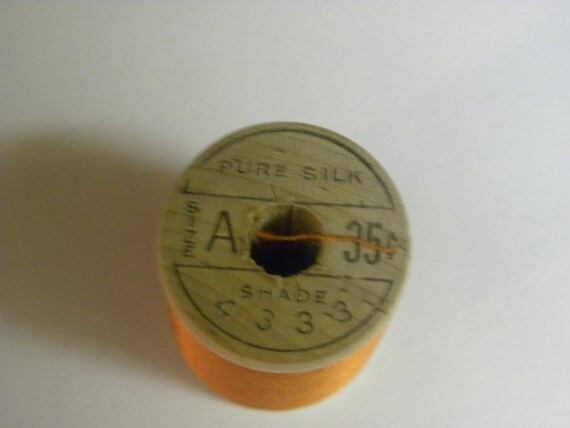 PURE SILK
SIZE A 35¢
SHADE
4333